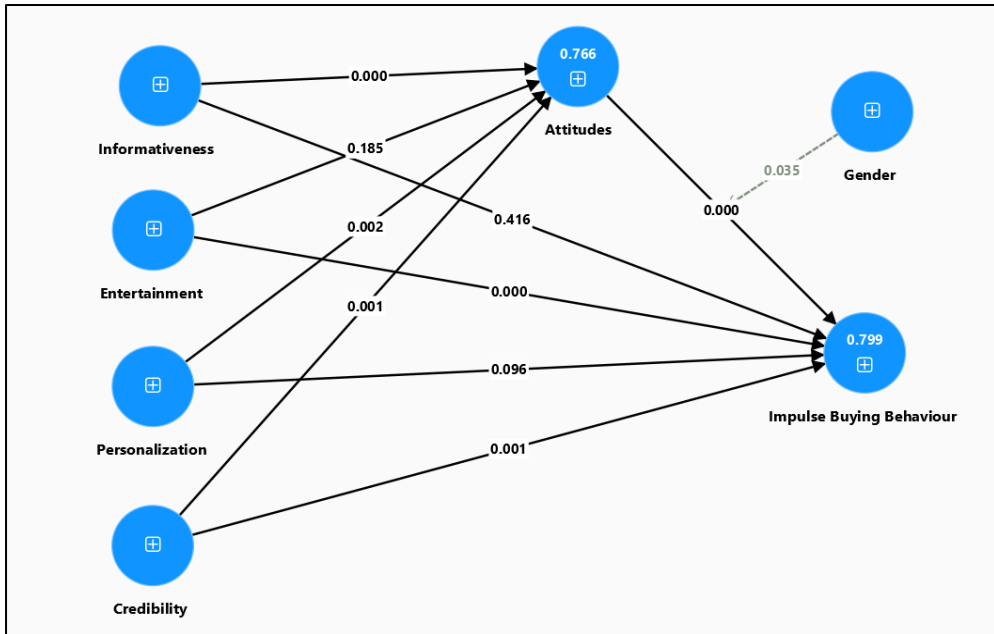 0.766
Attitudes
Gender
Informativeness
0.000
0.185
0.035
0.000
Entertainment
0.002
0.416
0.000
0.001
0.799
Impulse Buying Behaviour
Personalization
0.096
0.001
Credibility